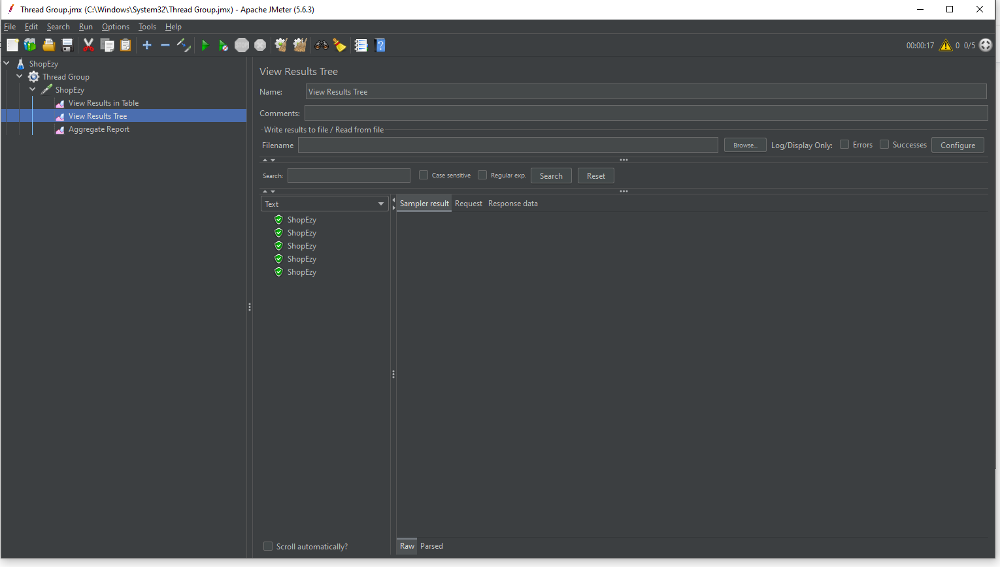 Thread Group.jmx (C:\Windows\System32\Thread Group.jmx) - Apache JMeter (5.6.3)
File Edit Search Run Options Tools Help
STOP
00:00:17 0 0/5
ShopEzy
Thread Group
ShopEzy
View Results in Table
View Results Tree
Aggregate Report
View Results Tree
Name: View Results Tree
Comments:
Write results to file / Read from file
Filename Browse... Log/Display Only: Errors Successes Configure
Search: Case sensitive Regular exp. Search Reset
Text Sampler result Request Response data
ShopEzy
ShopEzy
ShopEzy
ShopEzy
ShopEzy
Scroll automatically? Raw Parsed